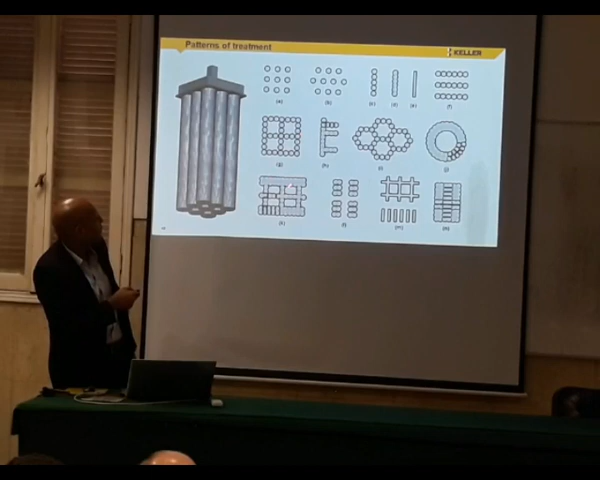 Patterns of treatment
KELLER
(a) (b) (c) (d) (e) (f)
(g) (h) (i) (j)
(k) (l) (m) (n)